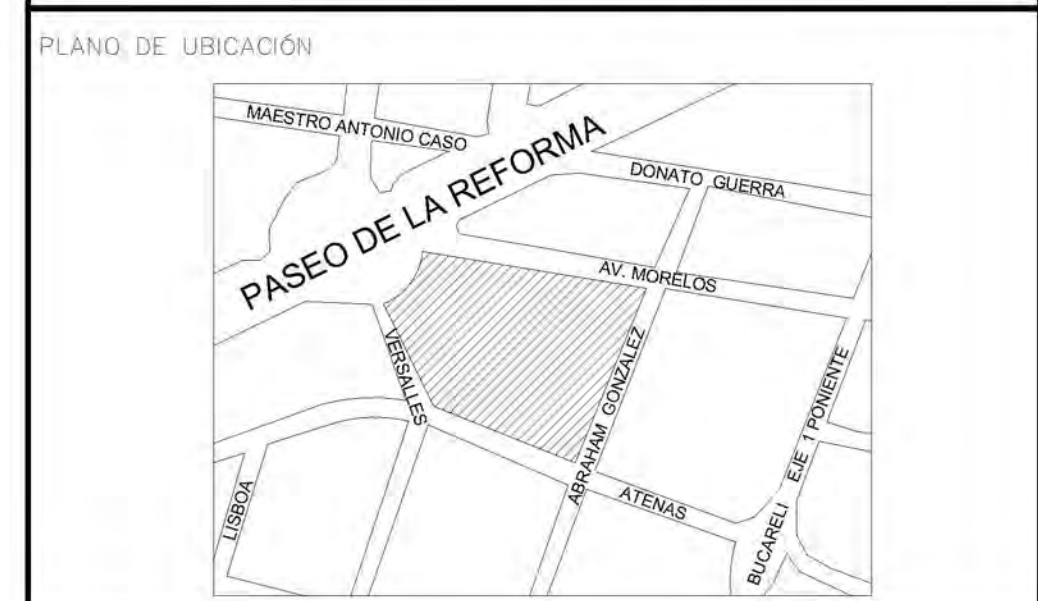 PLANO DE UBICACIÓN
MAESTRO ANTONIO CASO
PASEO DE LA REFORMA
DONATO GUERRA
AV. MORELOS
VERSALLES
ABRAHAM GONZALEZ
EJE 1 PONIENTE
LISBOA
ATENAS
BUCARELI